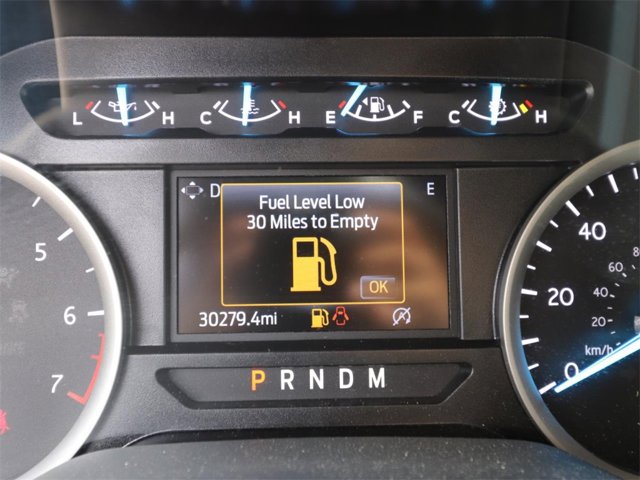 L H C H E F C H
D E
Fuel Level Low
30 Miles to Empty
OK
30279.4mi
P R N D M
5
6
7
40
20
0
80
60
40
20
km/h